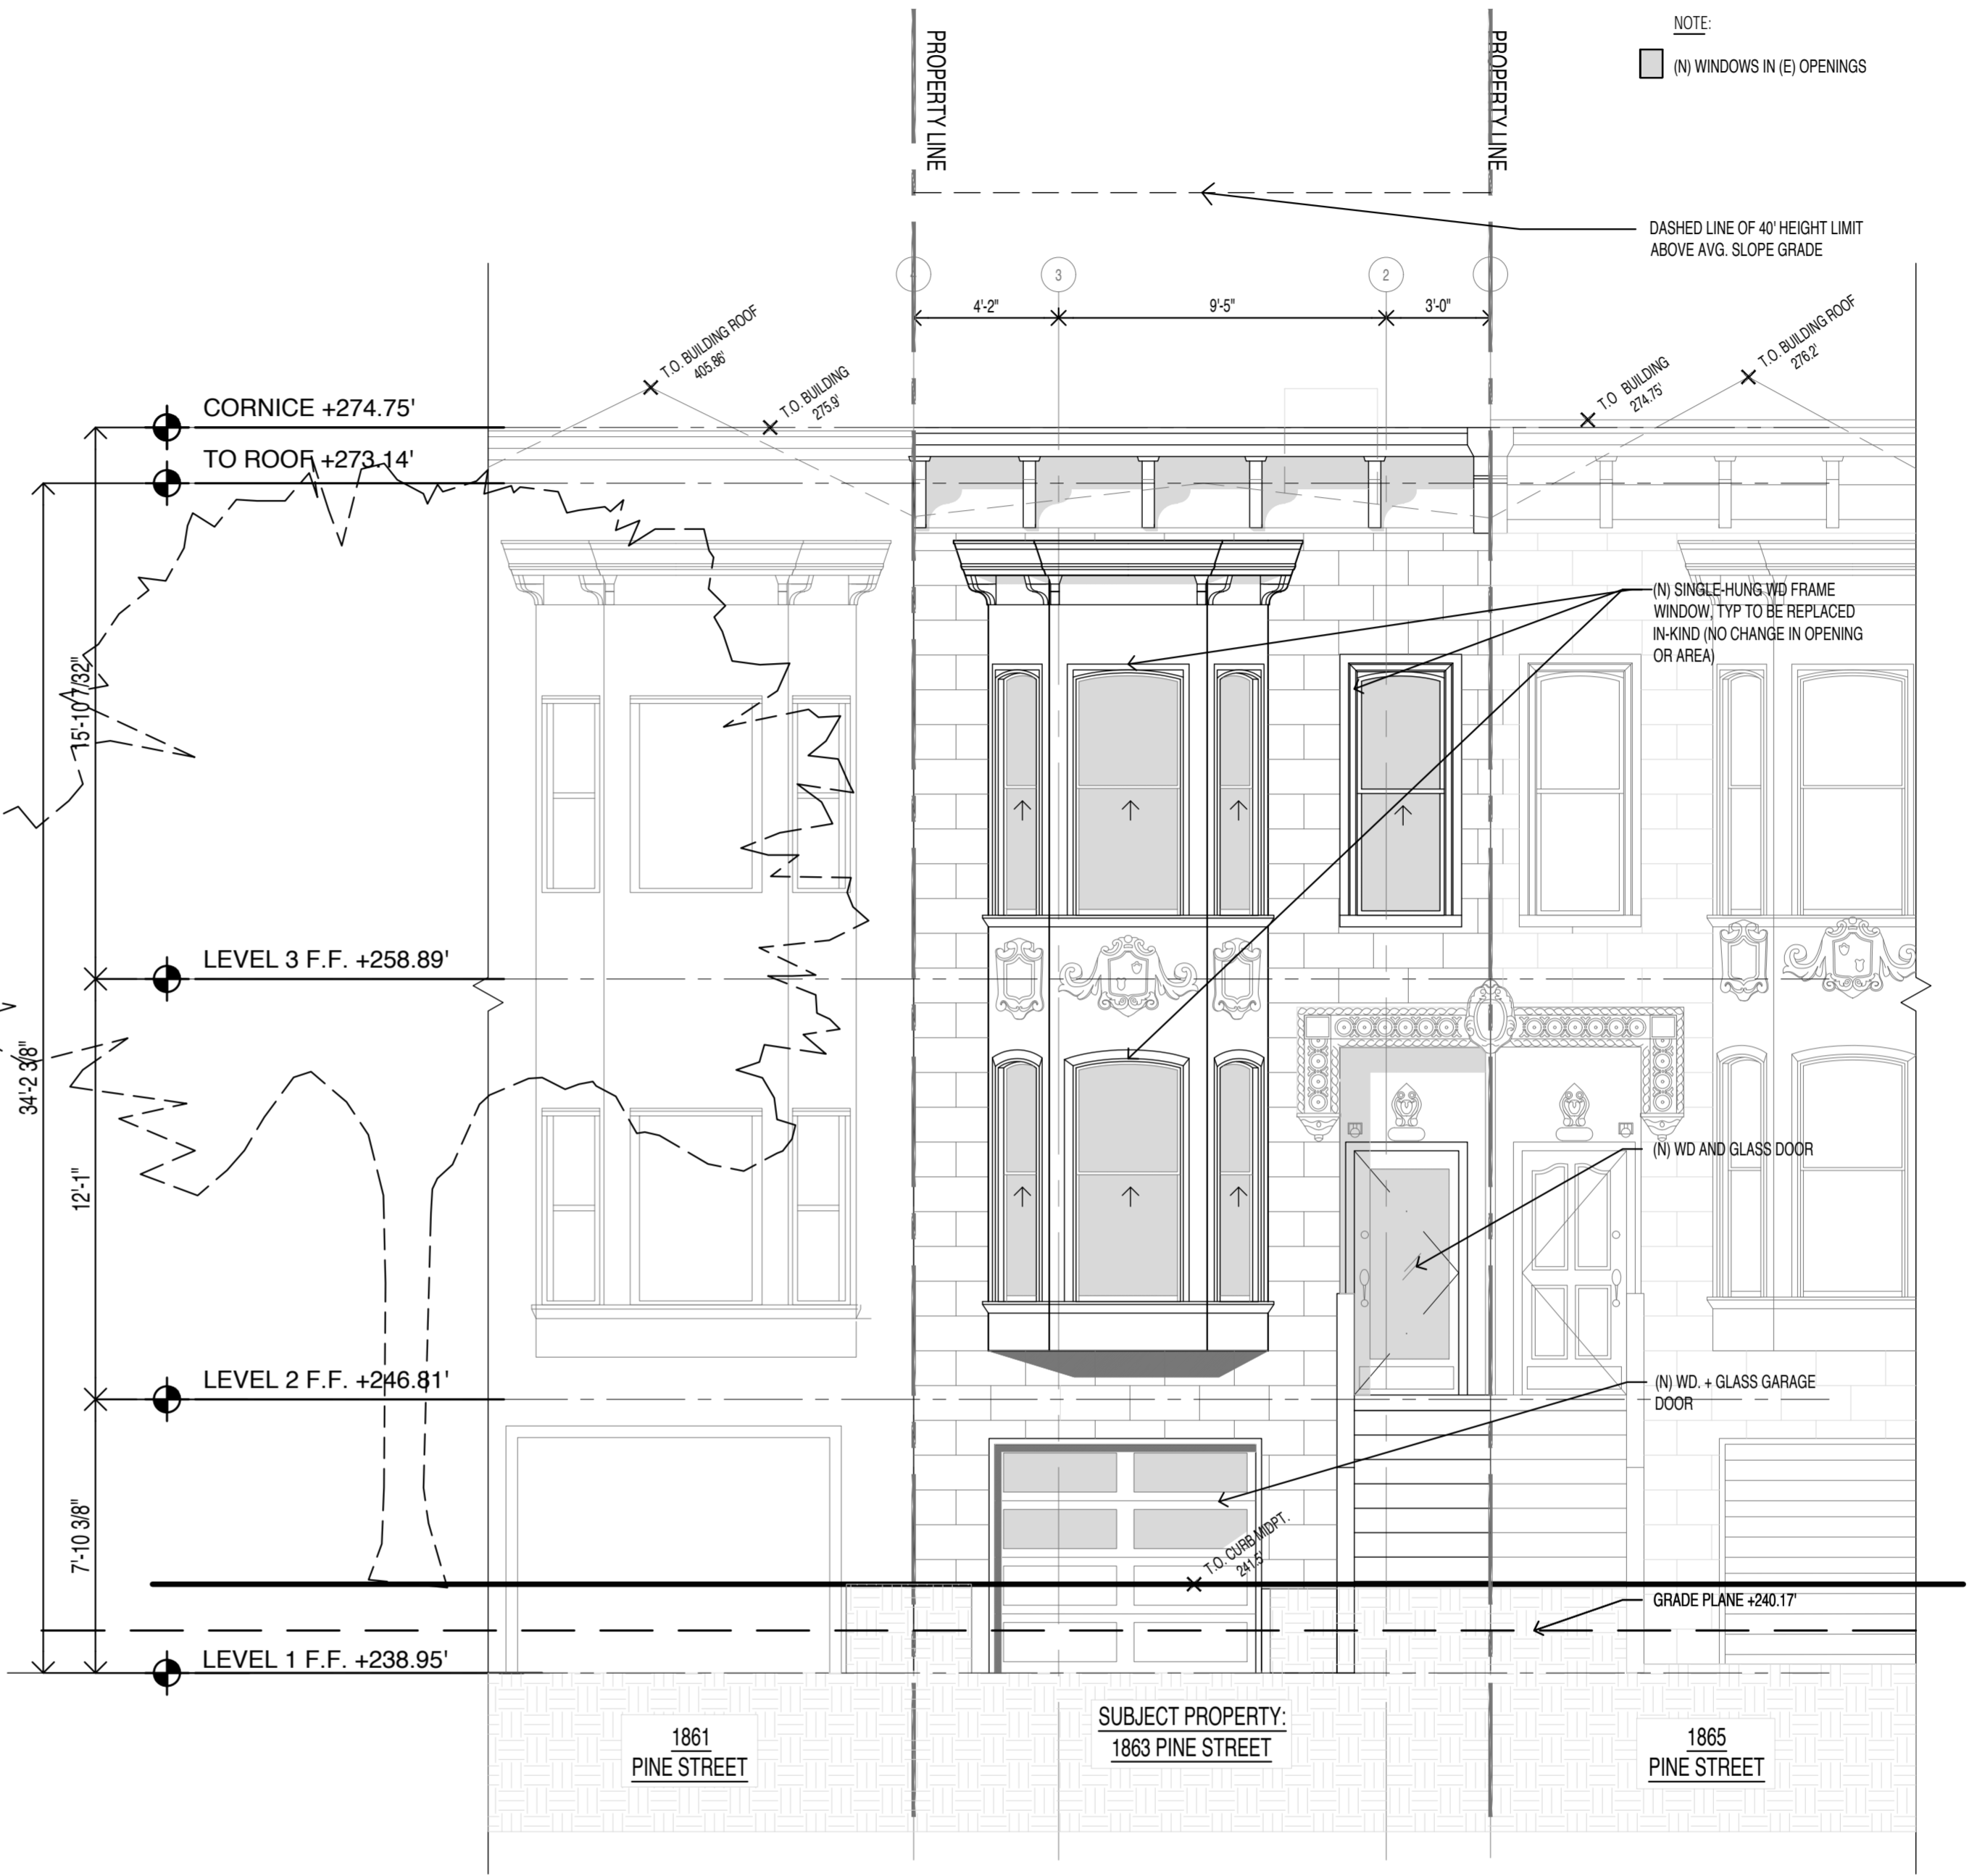 NOTE:
(N) WINDOWS IN (E) OPENINGS
PROPERTY LINE
PROPERTY LINE
DASHED LINE OF 40' HEIGHT LIMIT
ABOVE AVG. SLOPE GRADE
3
2
4'-2"
9'-5"
3'-0"
T.O. BUILDING ROOF
405.86'
T.O. BUILDING
275.9'
T.O BUILDING
274.75'
T.O. BUILDING ROOF
276.2'
CORNICE +274.75'
TO ROOF +273.14'
(N) SINGLE-HUNG WD FRAME
WINDOW, TYP TO BE REPLACED
IN-KIND (NO CHANGE IN OPENING
OR AREA)
15'-10 7/32"
LEVEL 3 F.F. +258.89'
34'-2 3/8"
12'-1"
(N) WD AND GLASS DOOR
LEVEL 2 F.F. +246.81'
(N) WD. + GLASS GARAGE
DOOR
7'-10 3/8"
T.O. CURB MIDPT.
241.5'
GRADE PLANE +240.17'
LEVEL 1 F.F. +238.95'
1861
PINE STREET
SUBJECT PROPERTY:
1863 PINE STREET
1865
PINE STREET